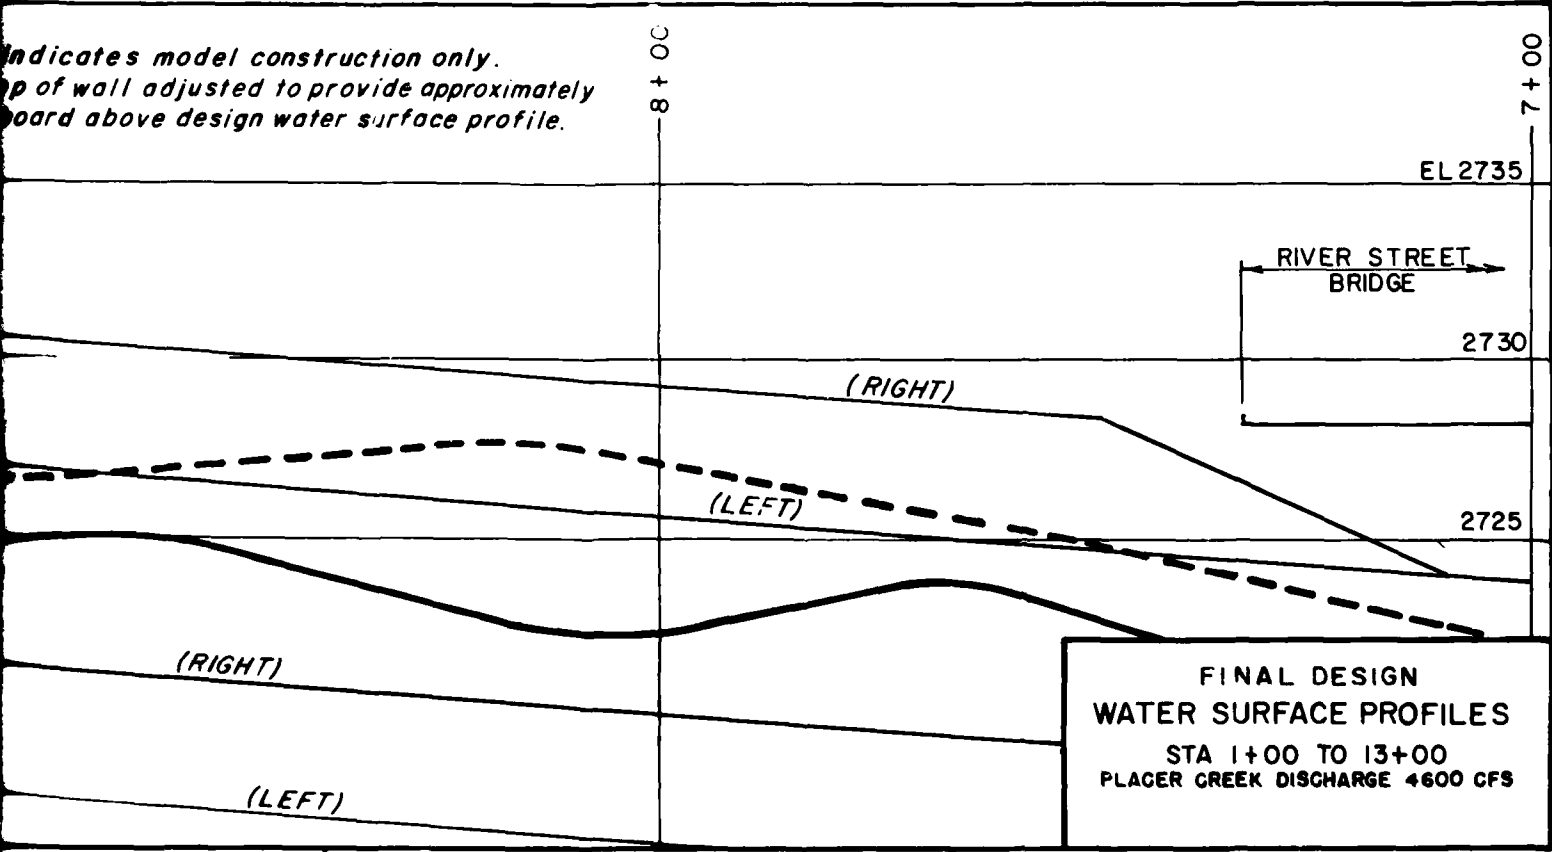 Indicates model construction only.
of wall adjusted to provide approximately
above design water surface profile.
8+00
7+00
EL 2735
RIVER STREET
BRIDGE
2730
(RIGHT)
(LEFT)
2725
(RIGHT)
(LEFT)
FINAL DESIGN
WATER SURFACE PROFILES
STA 1+00 TO 13+00
PLACER CREEK DISCHARGE 4600 CFS